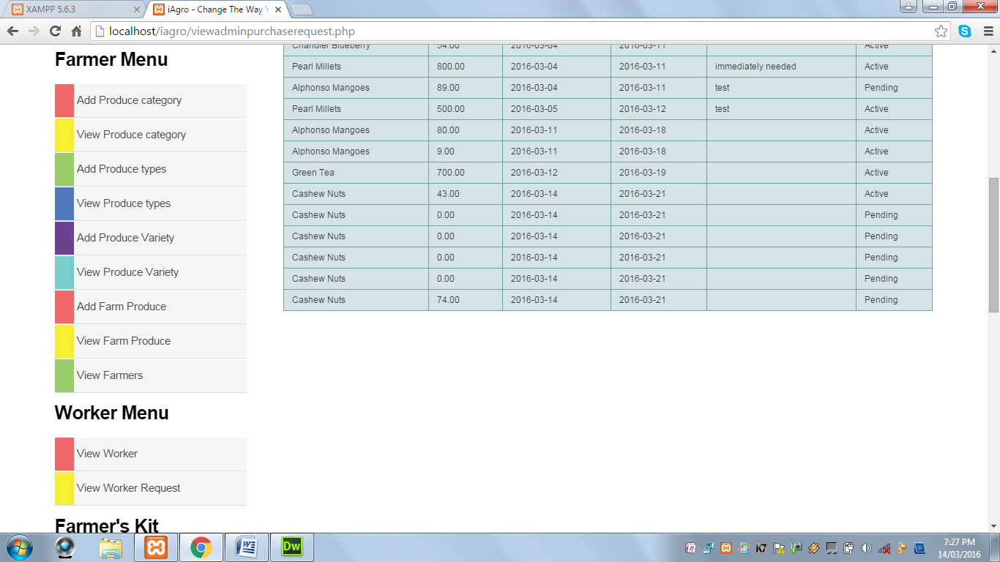 XAMPP 5.6.3
iAgro - Change The Way Y
localhost/iagro/viewadminpurchaserequest.php
Farmer Menu
Add Produce category
View Produce category
Add Produce types
View Produce types
Add Produce Variety
View Produce Variety
Add Farm Produce
View Farm Produce
View Farmers
Worker Menu
View Worker
View Worker Request
Farmer's Kit
Chandler Blueberry 54.00 2016-03-04 2016-03-11 Active
Pearl Millets 800.00 2016-03-04 2016-03-11 immediately needed Active
Alphonso Mangoes 89.00 2016-03-04 2016-03-11 test Pending
Pearl Millets 500.00 2016-03-05 2016-03-12 test Active
Alphonso Mangoes 80.00 2016-03-11 2016-03-18 Active
Alphonso Mangoes 9.00 2016-03-11 2016-03-18 Active
Green Tea 700.00 2016-03-12 2016-03-19 Active
Cashew Nuts 43.00 2016-03-14 2016-03-21 Active
Cashew Nuts 0.00 2016-03-14 2016-03-21 Pending
Cashew Nuts 0.00 2016-03-14 2016-03-21 Pending
Cashew Nuts 0.00 2016-03-14 2016-03-21 Pending
Cashew Nuts 0.00 2016-03-14 2016-03-21 Pending
Cashew Nuts 74.00 2016-03-14 2016-03-21 Pending
Dw
K7
7:27 PM
14/03/2016